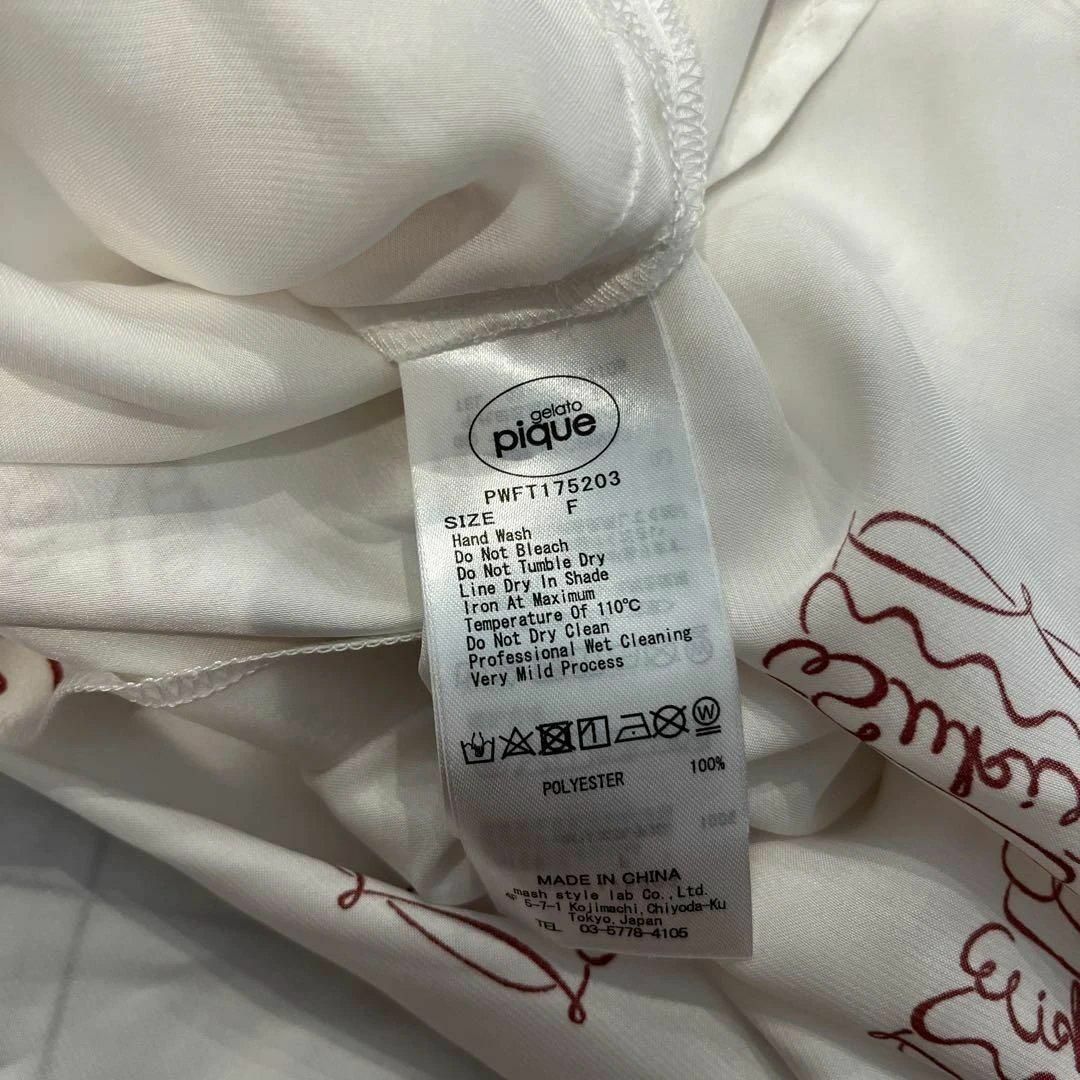 gelato
pique
PWFT175203
SIZE F
Hand Wash
Do Not Bleach
Do Not Tumble Dry
Line Dry In Shade
Iron At Maximum
Temperature Of 110℃
Do Not Dry Clean
Professional Wet Cleaning
Very Mild Process
W
POLYESTER 100%
MADE IN CHINA
mash style lab Co.,Ltd.
5-7-1 Kojimachi,Chiyoda-Ku
Tokyo,Japan
TEL 03-5778-4105